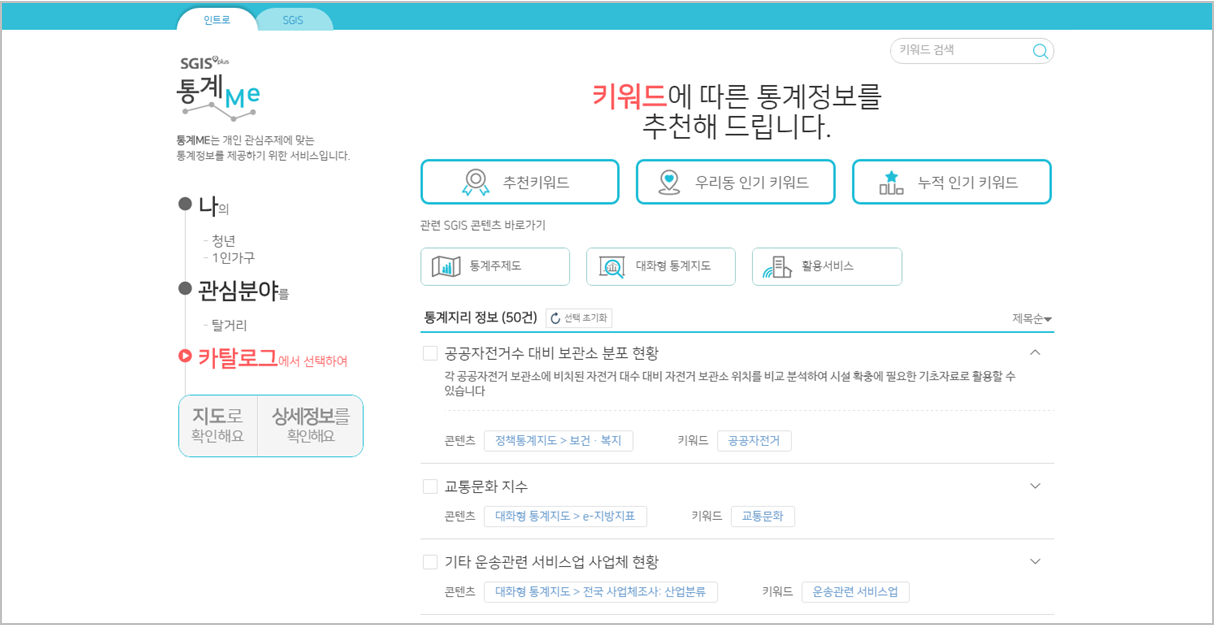 인트로
SGIS
키워드 검색
SGIS plus
통계Me
통계ME는 개인 관심주제에 맞는
통계정보를 제공하기 위한 서비스입니다.
나의
- 청년
- 1인가구
관심분야를
- 탈거리
카탈로그에서 선택하여
지도로
확인해요
상세정보를
확인해요
키워드에 따른 통계정보를
추천해 드립니다.
추천키워드
우리동 인기 키워드
누적 인기 키워드
관련 SGIS 콘텐츠 바로가기
통계주제도
대화형 통계지도
활용서비스
통계지리 정보 (50건)
선택 초기화
제목순
공공자전거수 대비 보관소 분포 현황
각 공공자전거 보관소에 비치된 자전거 대수 대비 자전거 보관소 위치를 비교 분석하여 시설 확충에 필요한 기초자료로 활용할 수
있습니다
콘텐츠 정책통계지도 > 보건ㆍ복지 키워드 공공자전거
교통문화 지수
콘텐츠 대화형 통계지도 > e-지방지표 키워드 교통문화
기타 운송관련 서비스업 사업체 현황
콘텐츠 대화형 통계지도 > 전국 사업체조사: 산업분류 키워드 운송관련 서비스업